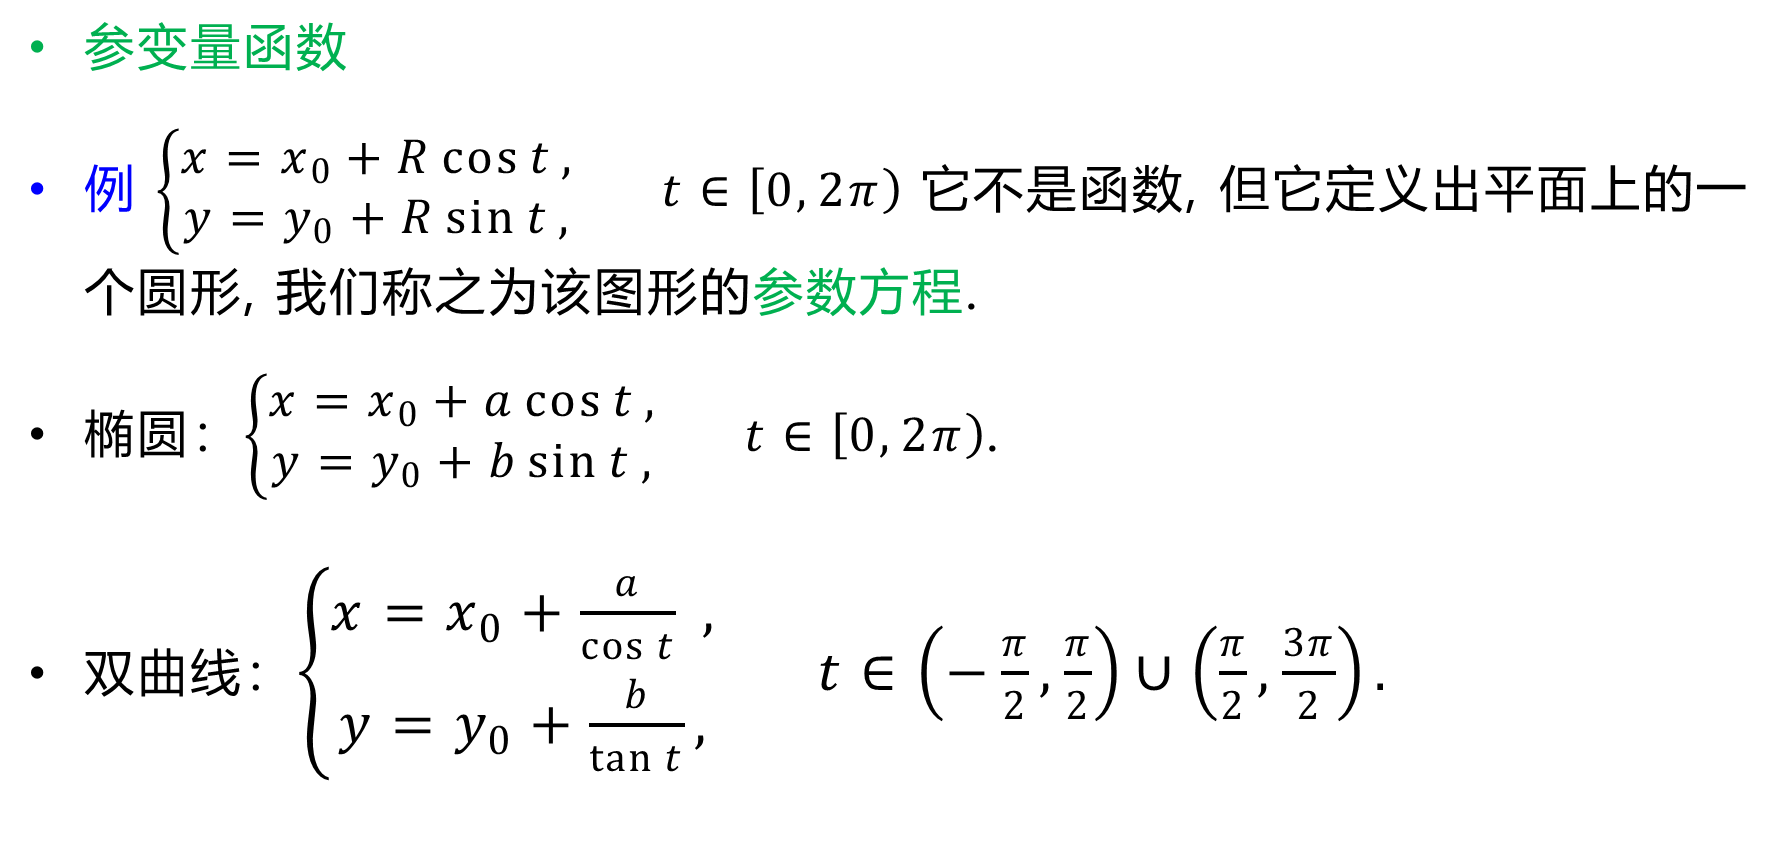 • 参变量函数
• 例 { x = x₀ + R cos t , y = y₀ + R sin t , t ∈ [0, 2π) 它不是函数, 但它定义出平面上的一
个圆形, 我们称之为该图形的参数方程.
• 椭圆: { x = x₀ + a cos t , y = y₀ + b sin t , t ∈ [0, 2π).
• 双曲线: { x = x₀ + a/cos t , y = y₀ + b/tan t , t ∈ (−π/2, π/2) ∪ (π/2, 3π/2) .